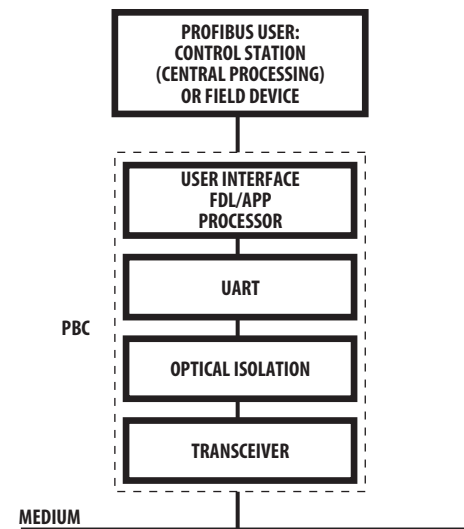 PROFIBUS USER:
CONTROL STATION
(CENTRAL PROCESSING)
OR FIELD DEVICE
USER INTERFACE
FDL/APP
PROCESSOR
UART
PBC
OPTICAL ISOLATION
TRANSCEIVER
MEDIUM